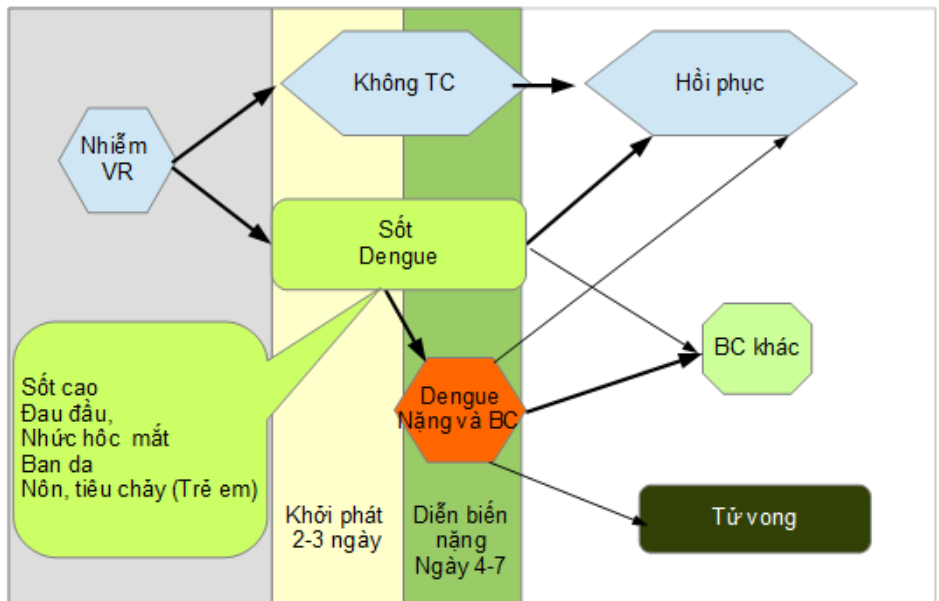 Không TC
Hồi phục
Nhiễm
VR
Sốt
Dengue
BC khác
Dengue
Nặng và BC
Sốt cao
Đau đầu,
Nhức hốc mắt
Ban da
Nôn, tiêu chảy (Trẻ em)
Khởi phát
2-3 ngày
Diễn biến
nặng
Ngày 4-7
Tử vong